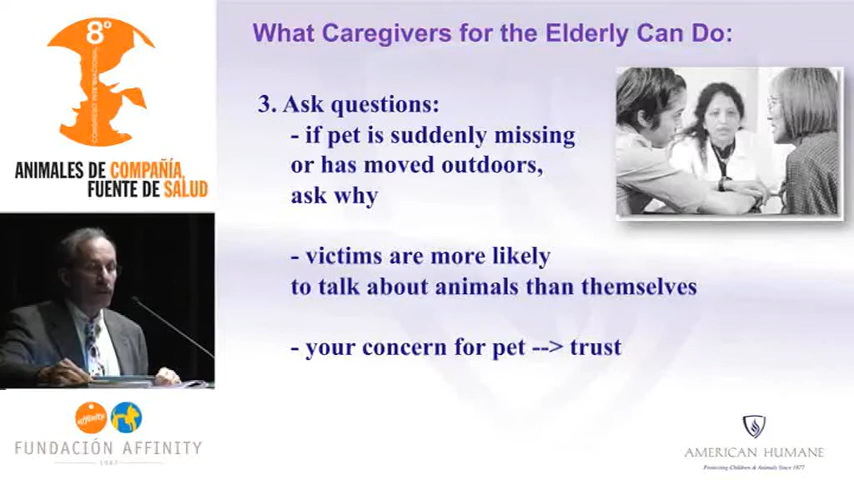 What Caregivers for the Elderly Can Do:
8º
CONGRESO INTERNACIONAL
ANIMALES DE COMPAÑÍA,
FUENTE DE SALUD
3. Ask questions:
- if pet is suddenly missing
or has moved outdoors,
ask why
- victims are more likely
to talk about animals than themselves
- your concern for pet --> trust
affinity
FUNDACIÓN AFFINITY
1987
AMERICAN HUMANE
Protecting Children & Animals Since 1877